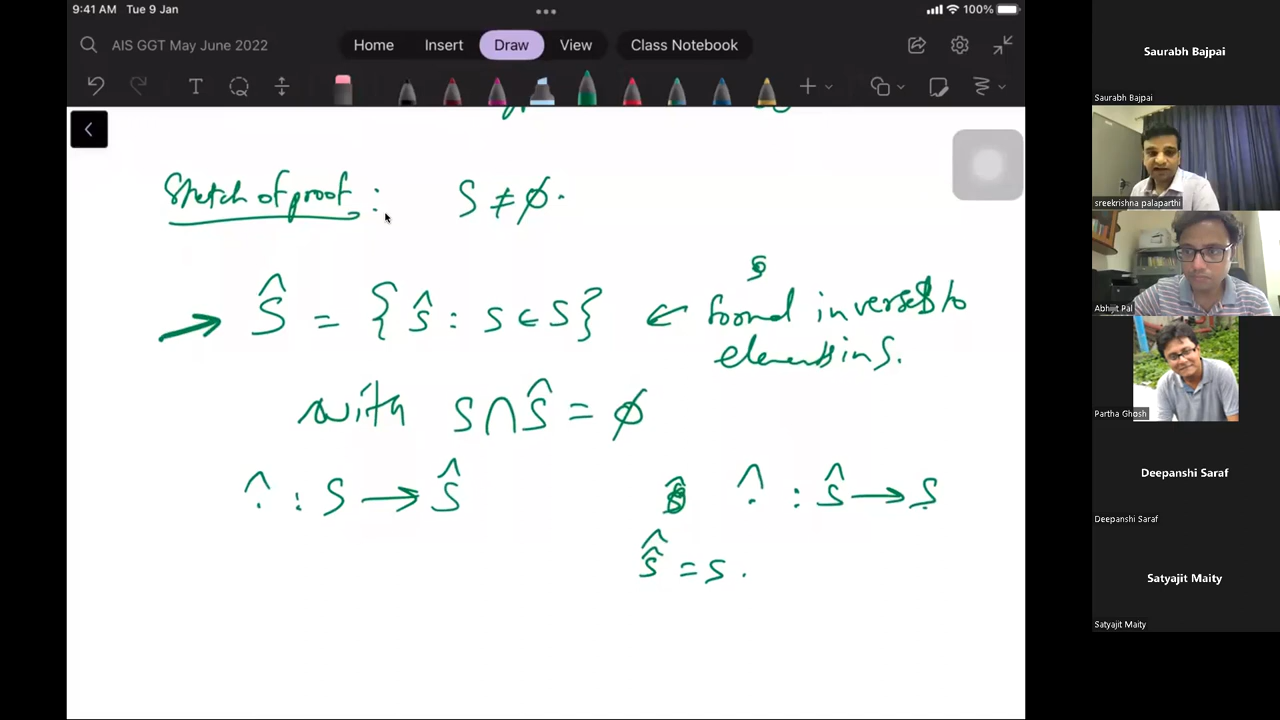 9:41 AM Tue 9 Jan
100%
AIS GGT May June 2022
Home Insert Draw View Class Notebook
Sketch of proof : S ≠ ϕ.
Ŝ = { ŝ : s ∈ S } ← formal inverses to
elements in S.
with S ∩ Ŝ = ϕ
^. : S → Ŝ ^. : Ŝ → S
ŝ̂ = s .
Saurabh Bajpai
Saurabh Bajpai
sreekrishna palaparthi
Abhijit Pal
Partha Ghosh
Deepanshi Saraf
Deepanshi Saraf
Satyajit Maity
Satyajit Maity